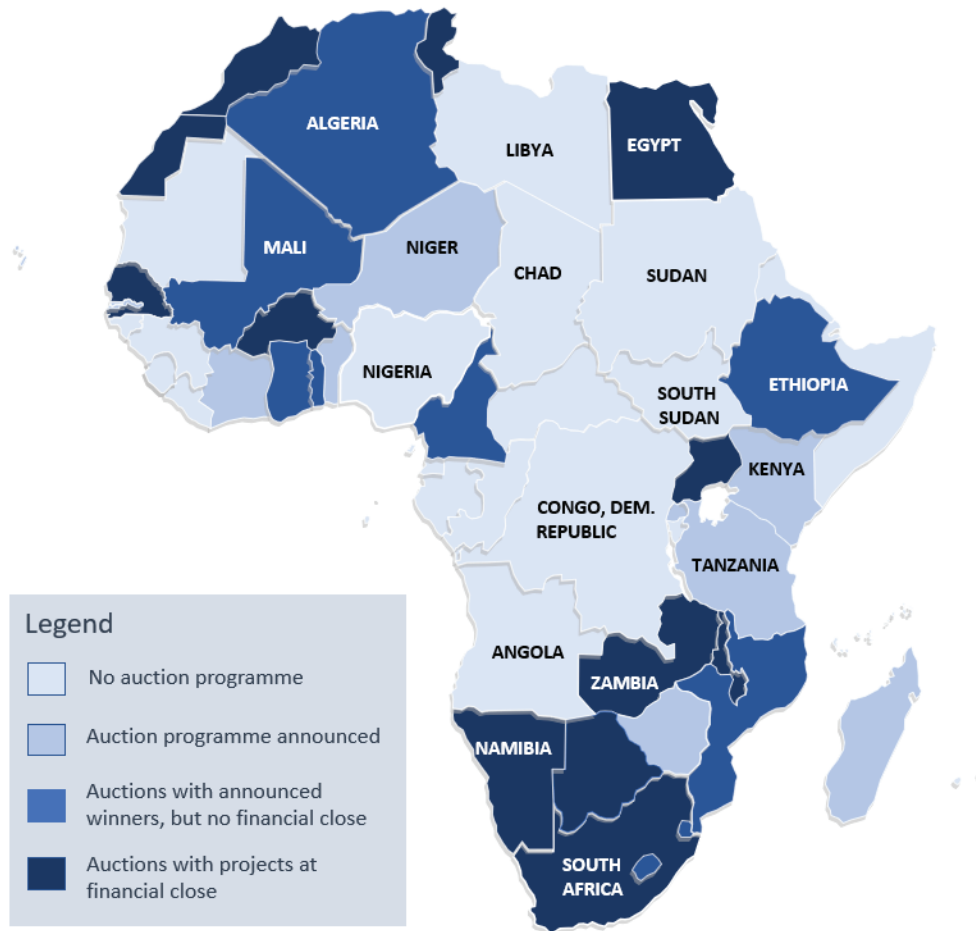 ALGERIA
LIBYA
EGYPT
MALI
NIGER
CHAD
SUDAN
NIGERIA
SOUTH
SUDAN
ETHIOPIA
KENYA
CONGO, DEM.
REPUBLIC
TANZANIA
ANGOLA
ZAMBIA
NAMIBIA
SOUTH
AFRICA
Legend
No auction programme
Auction programme announced
Auctions with announced
winners, but no financial close
Auctions with projects at
financial close